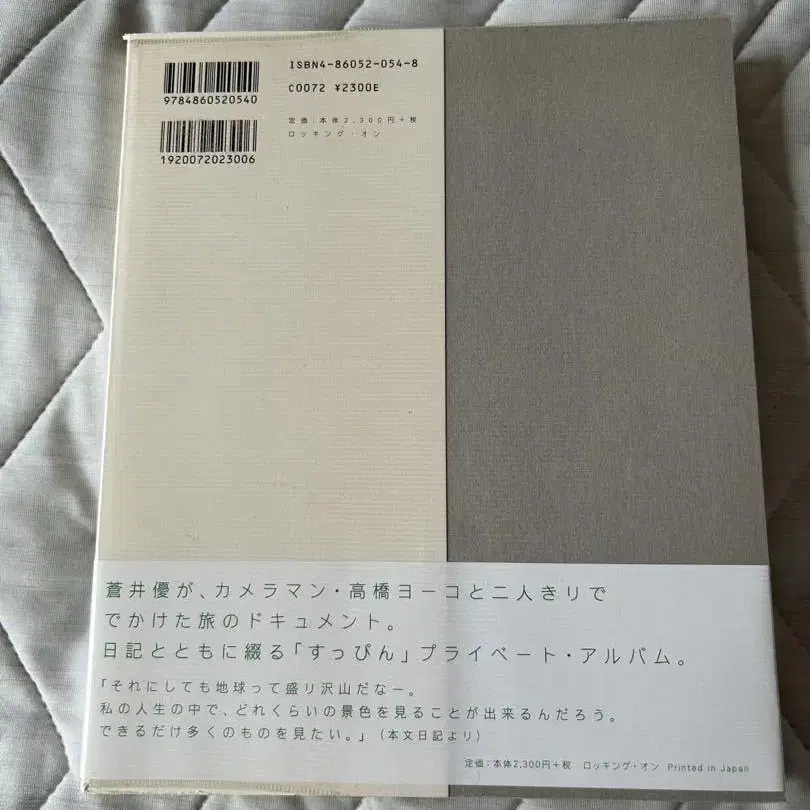 9784860520540
ISBN4-86052-054-8
C0072 ¥2300E
1920072023006
定価：本体2,300円＋税
ロッキング・オン
蒼井優が、カメラマン・高橋ヨーコと二人きりで
でかけた旅のドキュメント。
日記とともに綴る「すっぴん」プライベート・アルバム。
「それにしても地球って盛り沢山だなー。
私の人生の中で、どれくらいの景色を見ることが出来るんだろう。
できるだけ多くのものを見たい。」（本文日記より）
定価：本体2,300円＋税　ロッキング・オン　Printed in Japan